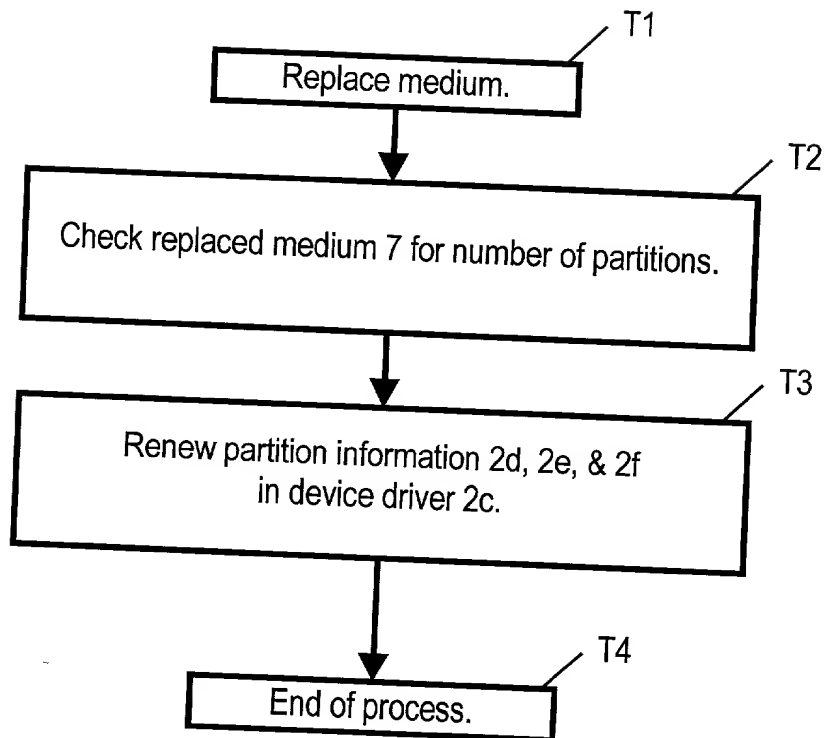 T1
Replace medium.
T2
Check replaced medium 7 for number of partitions.
T3
Renew partition information 2d, 2e, & 2f
in device driver 2c.
T4
End of process.